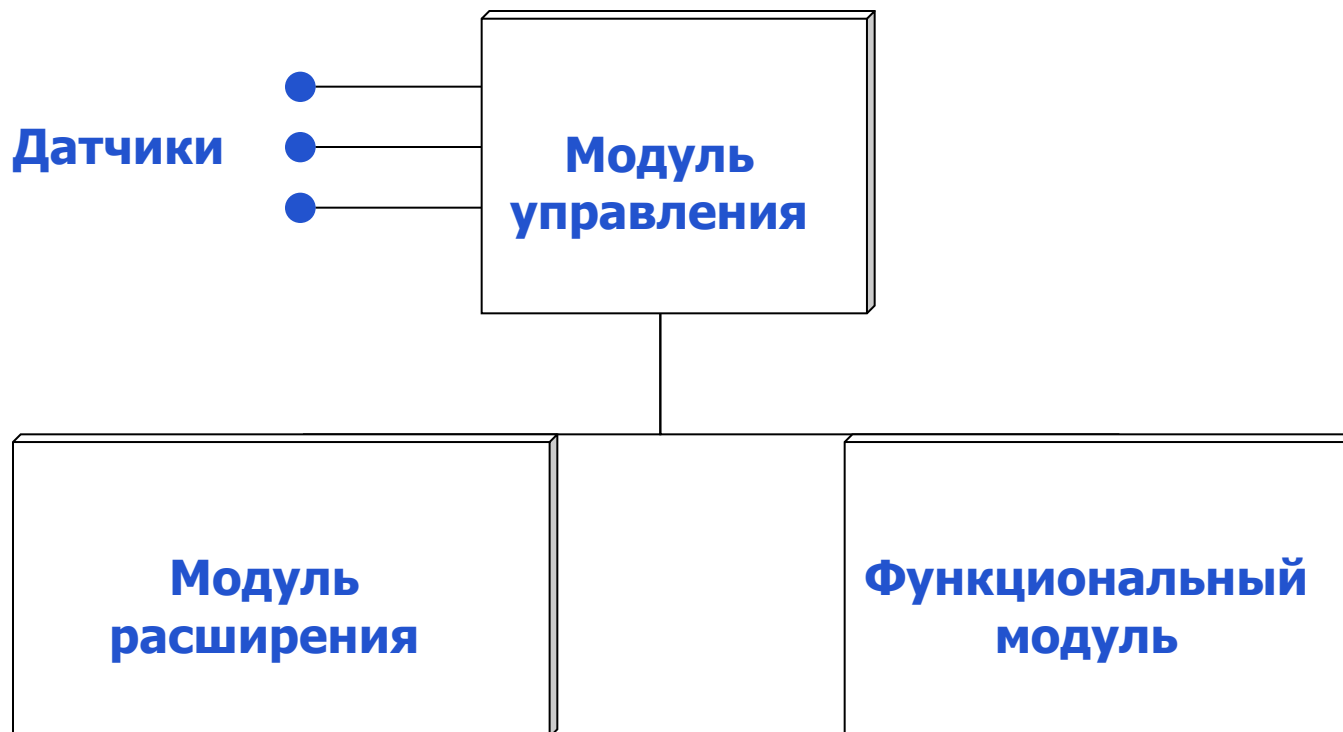 Датчики
Модуль
управления
Модуль
расширения
Функциональный
модуль